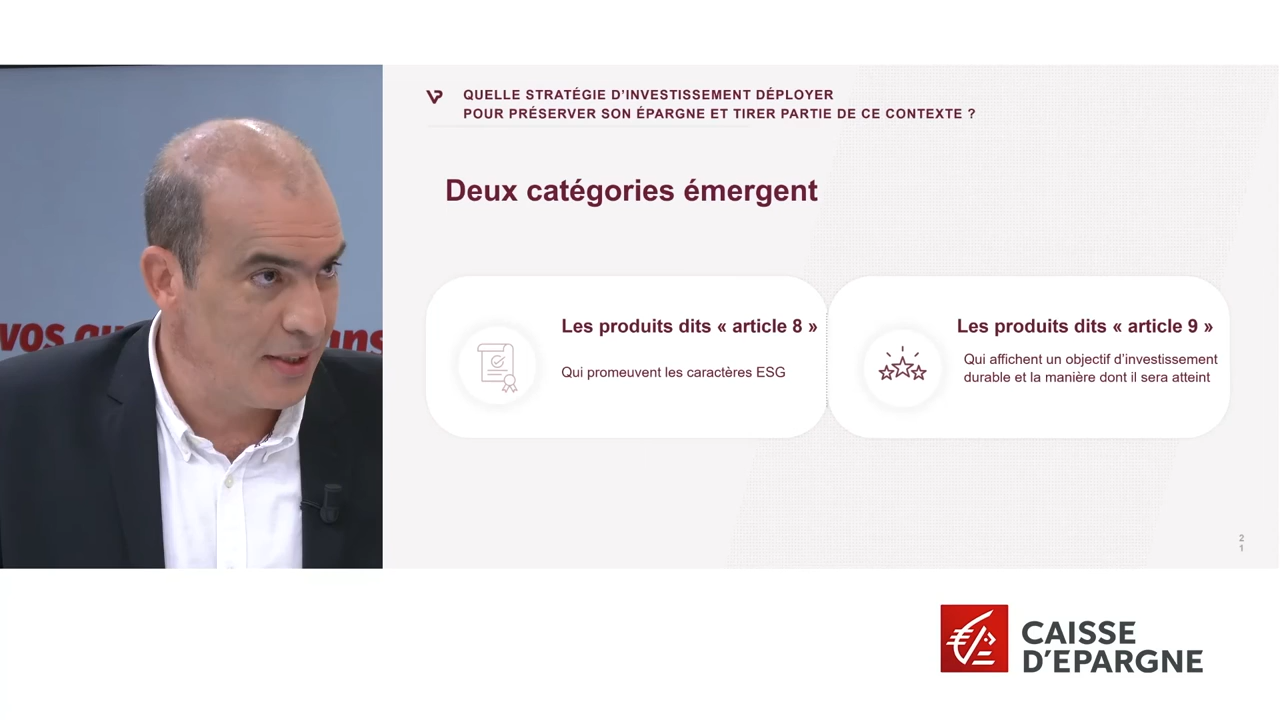 VOS
QUELLE STRATÉGIE D'INVESTISSEMENT DÉPLOYER
POUR PRÉSERVER SON ÉPARGNE ET TIRER PARTIE DE CE CONTEXTE ?
Deux catégories émergent
Les produits dits « article 8 »
Qui promeuvent les caractères ESG
Les produits dits « article 9 »
Qui affichent un objectif d'investissement
durable et la manière dont il sera atteint
2
1
CAISSE
D'EPARGNE